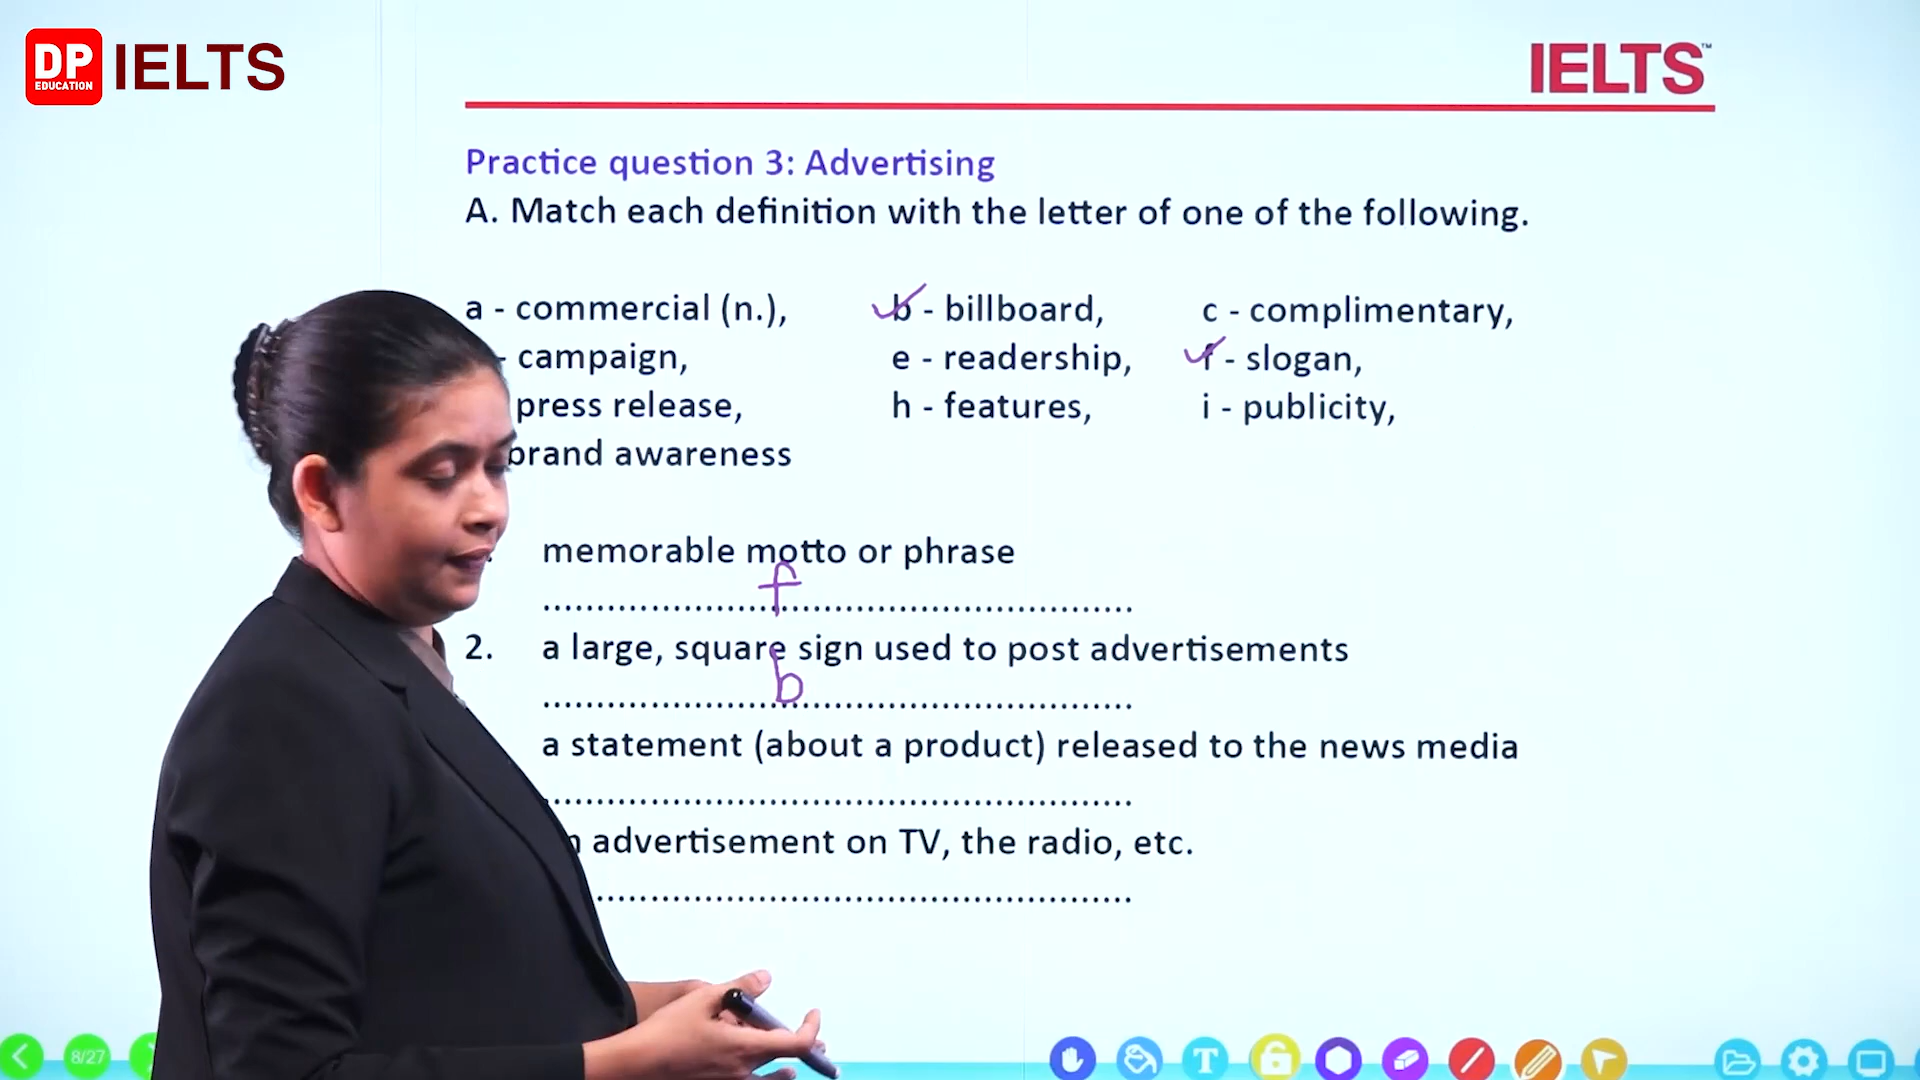 DP
EDUCATION
IELTS
IELTS™
Practice question 3: Advertising
A. Match each definition with the letter of one of the following.
a - commercial (n.), b - billboard, c - complimentary,
- campaign, e - readership, f - slogan,
press release, h - features, i - publicity,
brand awareness
memorable motto or phrase
f
2. a large, square sign used to post advertisements
b
a statement (about a product) released to the news media
advertisement on TV, the radio, etc.
8/27
T